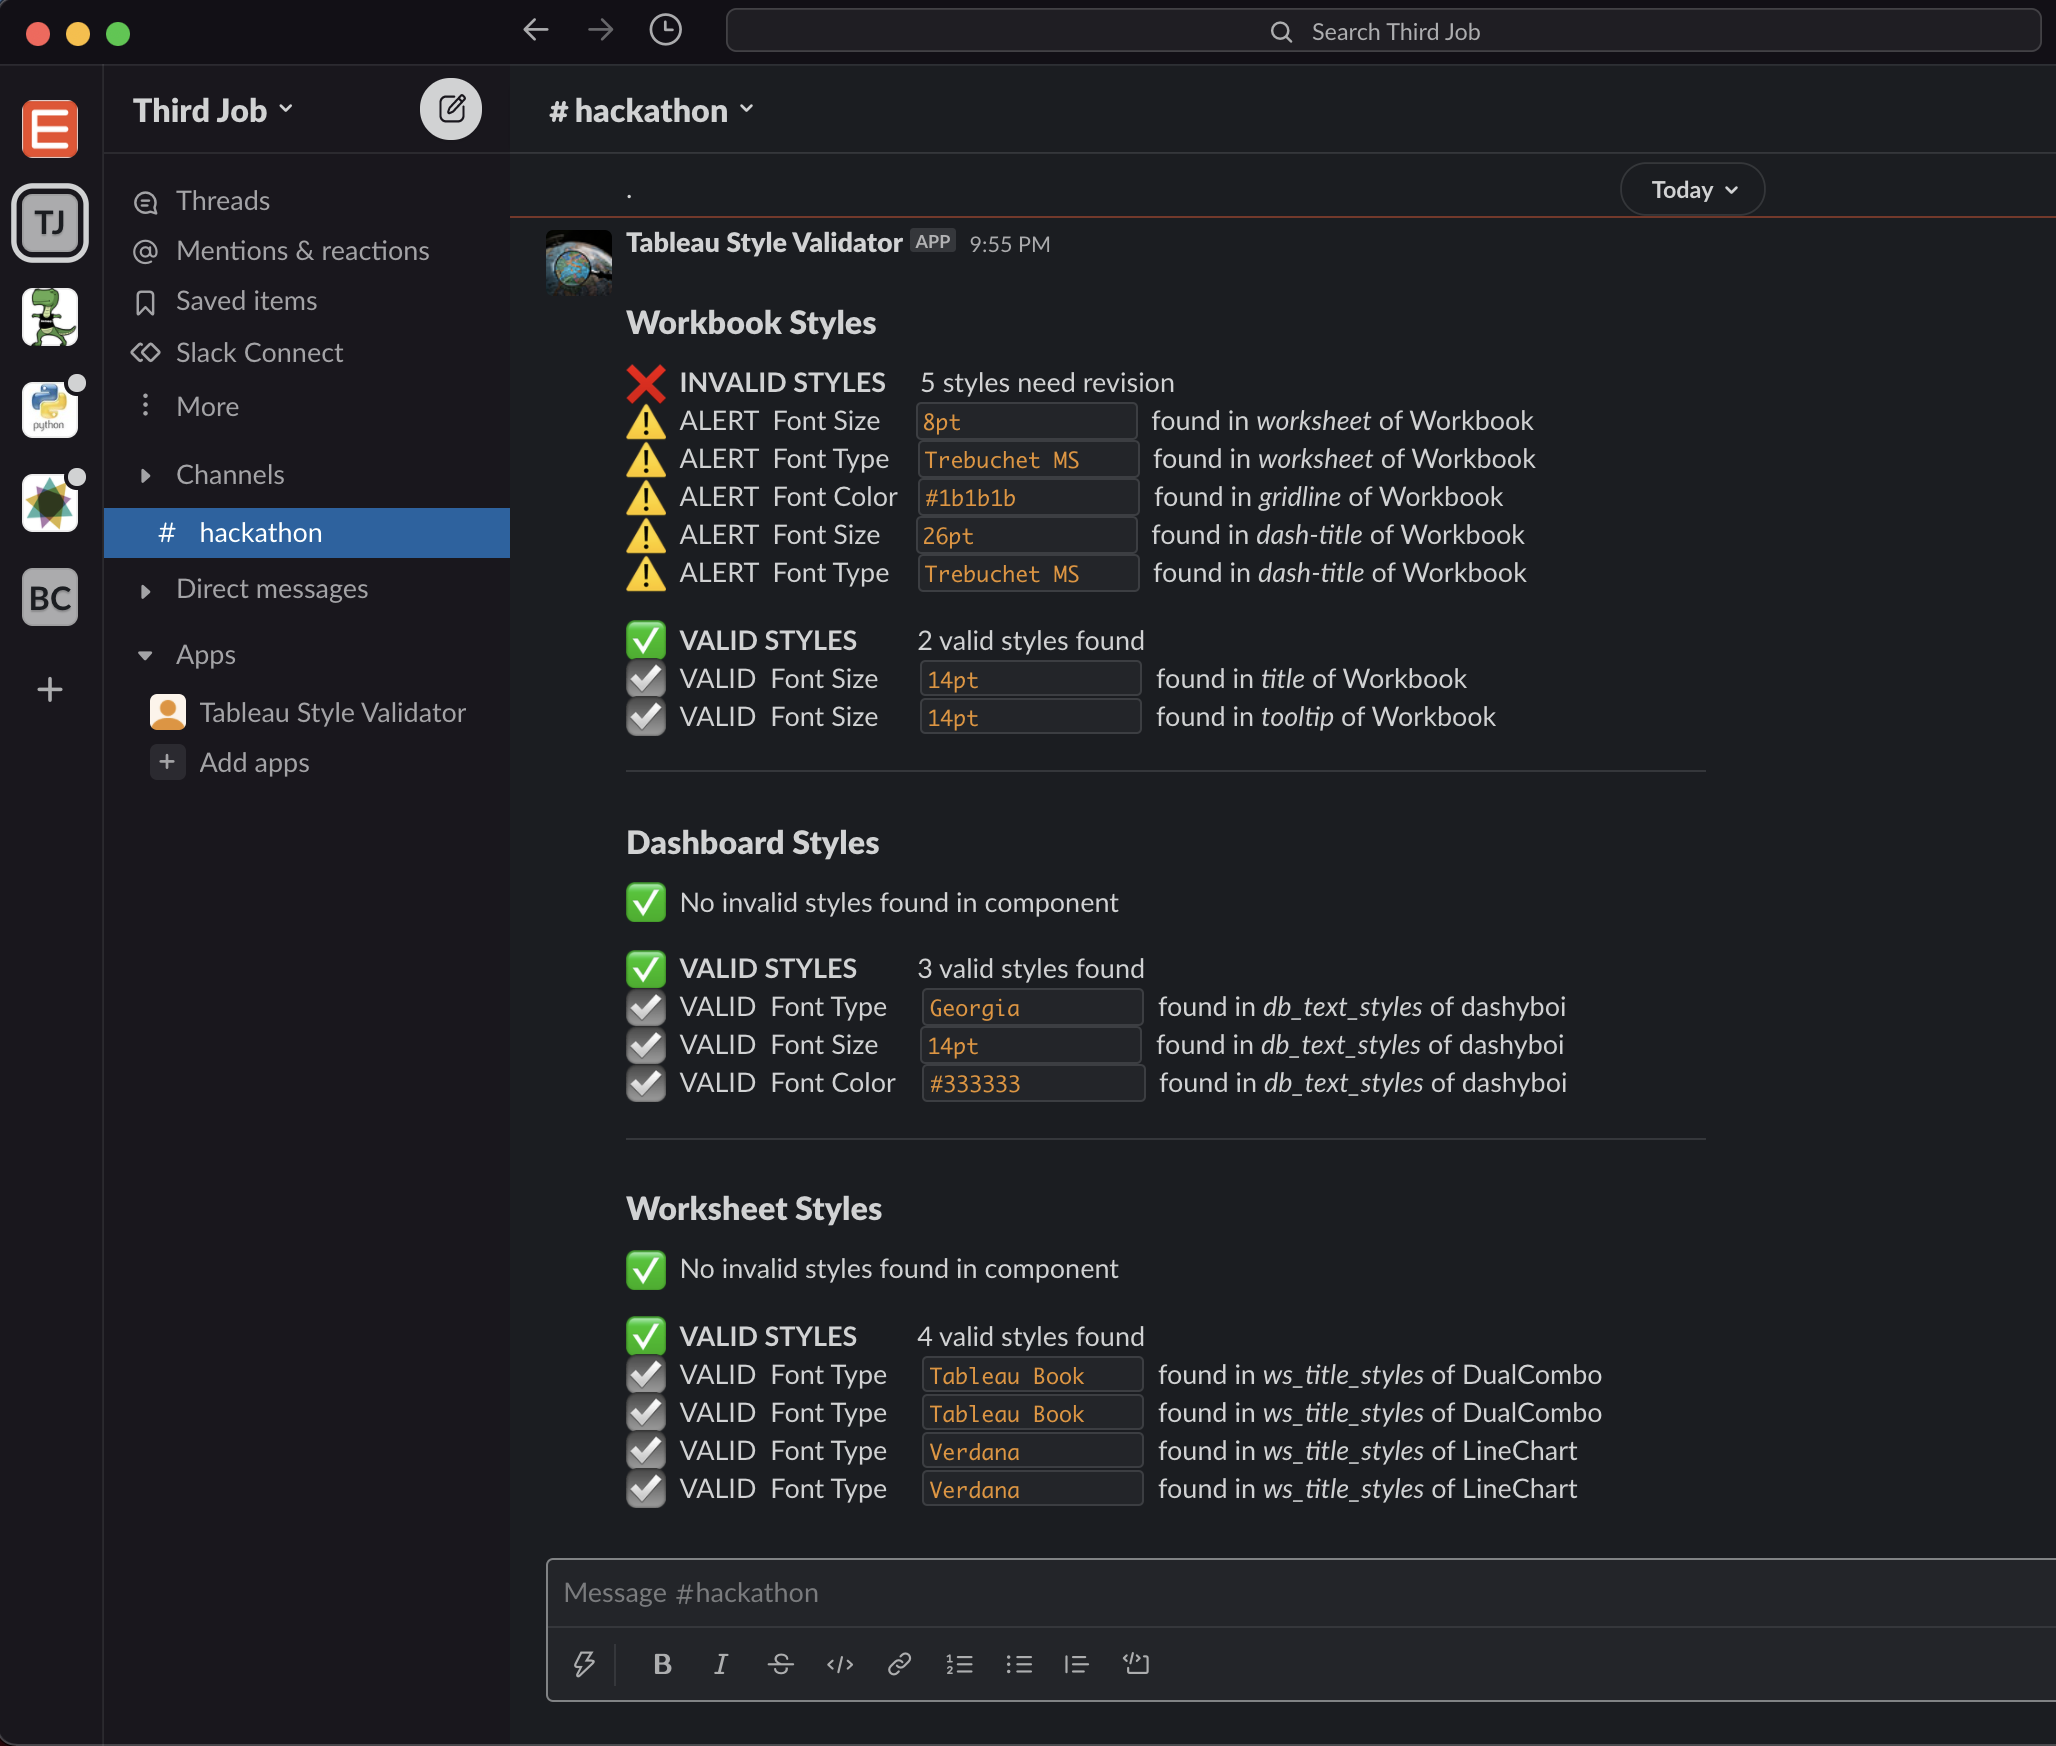 Search Third Job
Third Job
# hackathon
TJ
python
BC
Threads
Mentions & reactions
Saved items
Slack Connect
More
Channels
# hackathon
Direct messages
Apps
Tableau Style Validator
+ Add apps
.
Today
Tableau Style Validator APP 9:55 PM
Workbook Styles
INVALID STYLES 5 styles need revision
ALERT Font Size 8pt found in worksheet of Workbook
ALERT Font Type Trebuchet MS found in worksheet of Workbook
ALERT Font Color #1b1b1b found in gridline of Workbook
ALERT Font Size 26pt found in dash-title of Workbook
ALERT Font Type Trebuchet MS found in dash-title of Workbook
VALID STYLES 2 valid styles found
VALID Font Size 14pt found in title of Workbook
VALID Font Size 14pt found in tooltip of Workbook
Dashboard Styles
No invalid styles found in component
VALID STYLES 3 valid styles found
VALID Font Type Georgia found in db_text_styles of dashyboi
VALID Font Size 14pt found in db_text_styles of dashyboi
VALID Font Color #333333 found in db_text_styles of dashyboi
Worksheet Styles
No invalid styles found in component
VALID STYLES 4 valid styles found
VALID Font Type Tableau Book found in ws_title_styles of DualCombo
VALID Font Type Tableau Book found in ws_title_styles of DualCombo
VALID Font Type Verdana found in ws_title_styles of LineChart
VALID Font Type Verdana found in ws_title_styles of LineChart
Message #hackathon
B I S